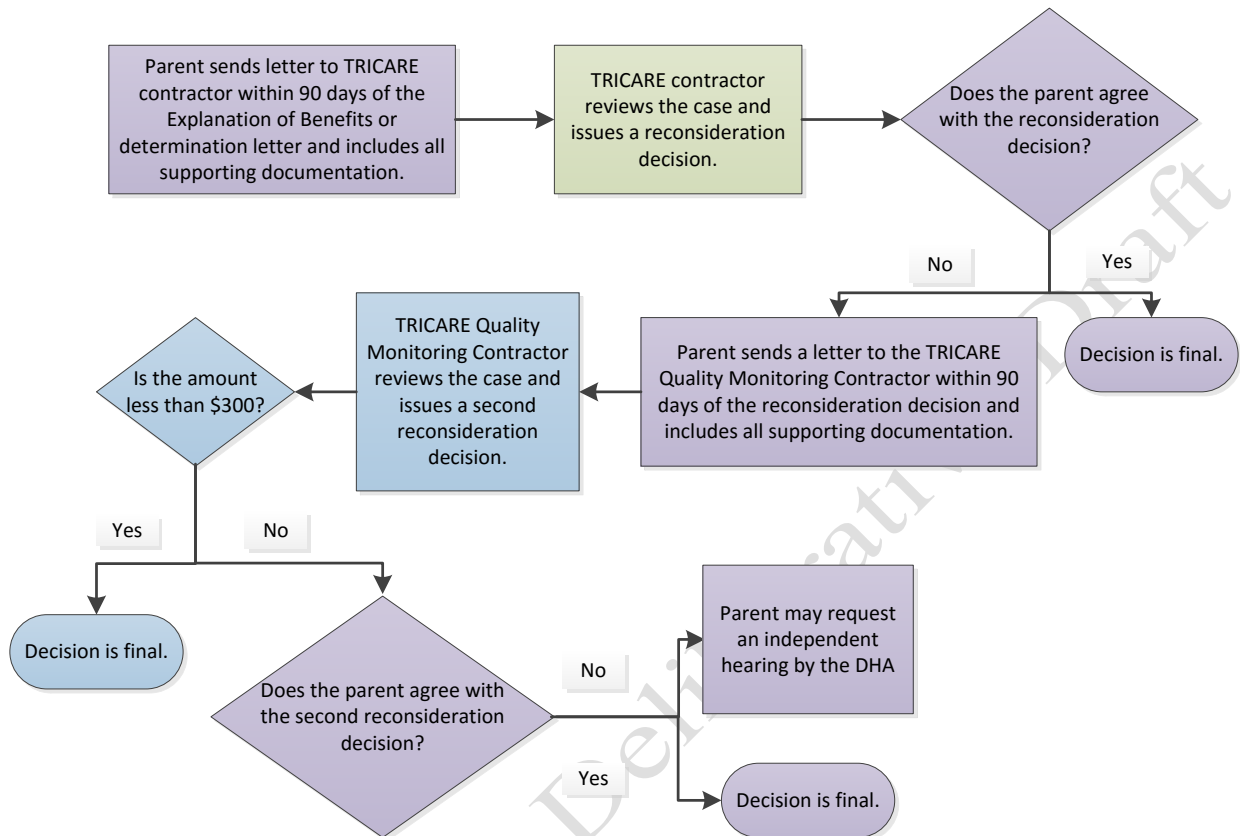 Parent sends letter to TRICARE
contractor within 90 days of the
Explanation of Benefits or
determination letter and includes all
supporting documentation.
TRICARE contractor
reviews the case and
issues a reconsideration
decision.
Does the parent agree
with the reconsideration
decision?
No
Yes
Decision is final.
Parent sends a letter to the TRICARE
Quality Monitoring Contractor within 90
days of the reconsideration decision and
includes all supporting documentation.
TRICARE Quality
Monitoring Contractor
reviews the case and
issues a second
reconsideration
decision.
Is the amount
less than $300?
Yes
No
Decision is final.
Does the parent agree with
the second reconsideration
decision?
No
Yes
Parent may request
an independent
hearing by the DHA
Decision is final.
Draft